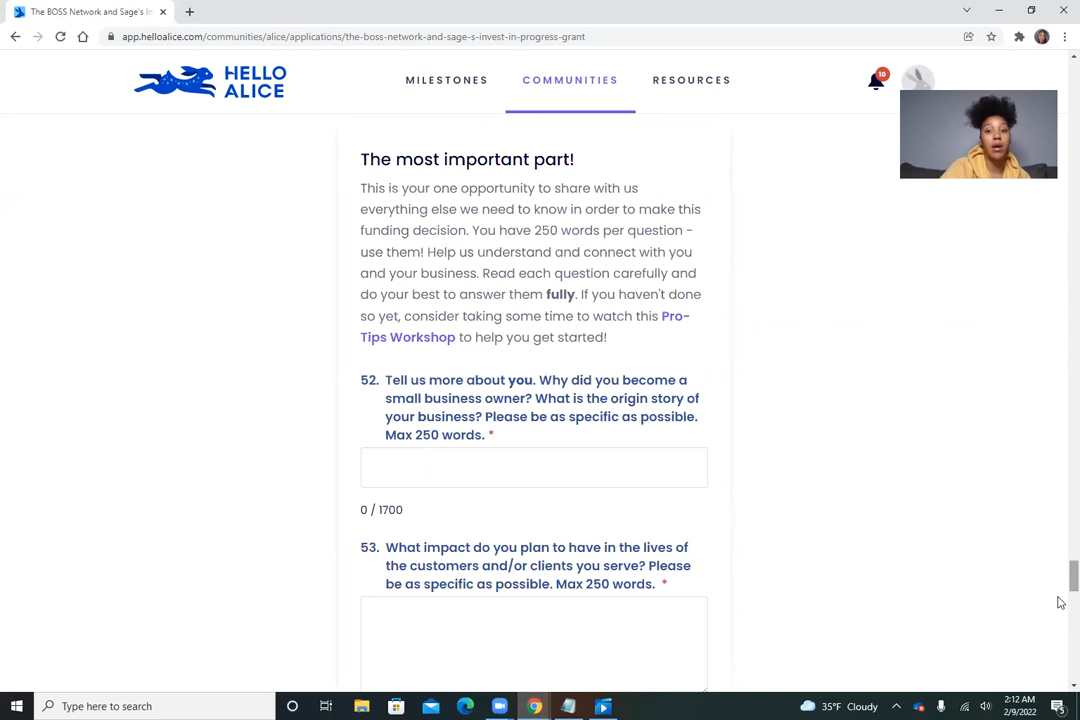 The BOSS Network and Sage's In
app.helloalice.com/communities/alice/applications/the-boss-network-and-sage-s-invest-in-progress-grant
HELLO
ALICE
MILESTONES
COMMUNITIES
RESOURCES
10
The most important part!
This is your one opportunity to share with us
everything else we need to know in order to make this
funding decision. You have 250 words per question -
use them! Help us understand and connect with you
and your business. Read each question carefully and
do your best to answer them fully. If you haven't done
so yet, consider taking some time to watch this Pro-
Tips Workshop to help you get started!
52. Tell us more about you. Why did you become a
small business owner? What is the origin story of
your business? Please be as specific as possible.
Max 250 words. *
0 / 1700
53. What impact do you plan to have in the lives of
the customers and/or clients you serve? Please
be as specific as possible. Max 250 words. *
Type here to search
35°F Cloudy
2:12 AM
2/9/2022
5